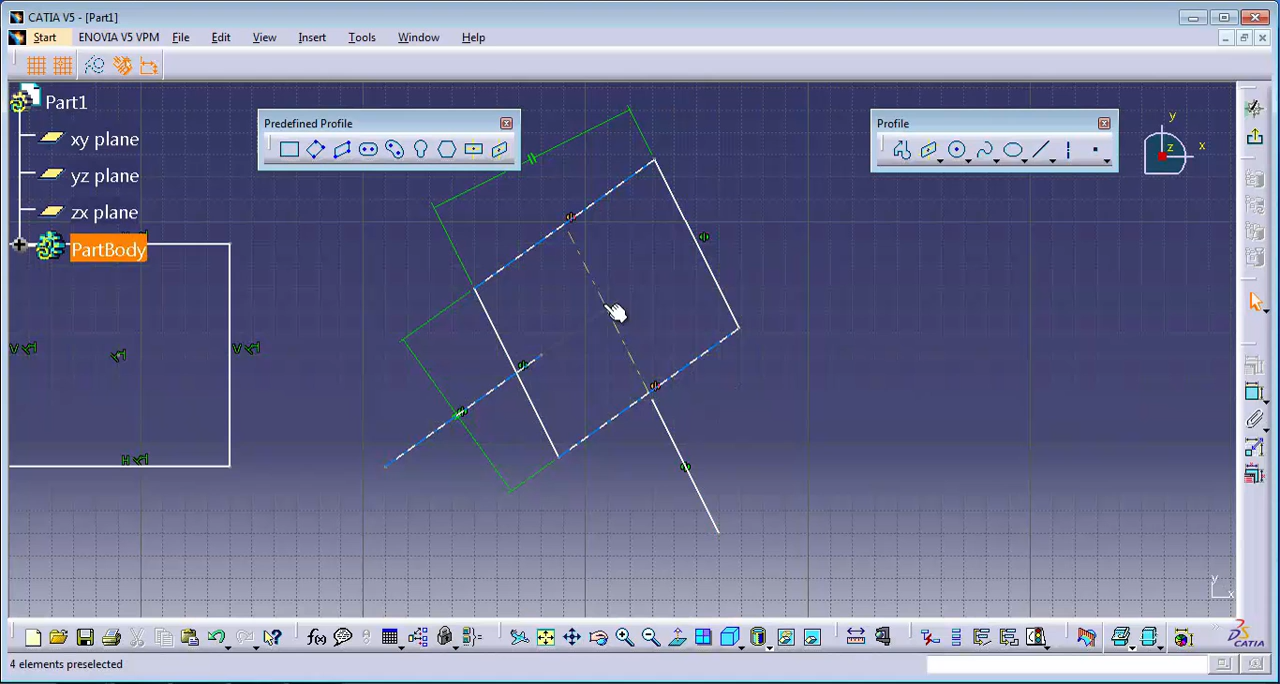 CATIA V5 - [Part1]
Start ENOVIA V5 VPM File Edit View Insert Tools Window Help
Part1
xy plane
yz plane
zx plane
PartBody
Predefined Profile
Profile
y
x
z
V
V
H
f(x)
y
x
CATIA
4 elements preselected